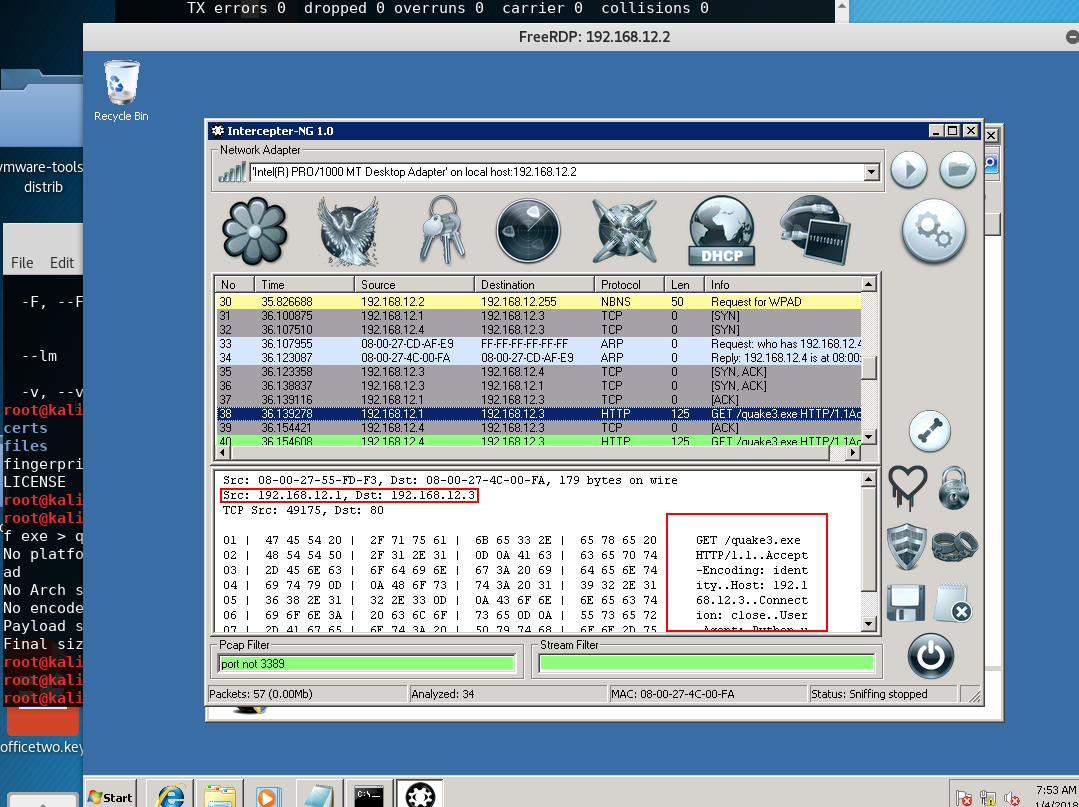 TX errors 0  dropped 0 overruns 0  carrier 0  collisions 0
FreeRDP: 192.168.12.2
Recycle Bin
vmware-tools-
distrib
File Edit
-F, --F
--lm
-v, --v
root@kali
certs
files
fingerpri
LICENSE
root@kali
root@kali
f exe > q
No platfo
ad
No Arch s
No encode
Payload s
Final siz
root@kali
root@kali
root@kali
officetwo.key
Intercepter-NG 1.0
Network Adapter
'Intel(R) PRO/1000 MT Desktop Adapter' on local host:192.168.12.2
DHCP
1101100101
No Time Source Destination Protocol Len Info
30 35.826688 192.168.12.2 192.168.12.255 NBNS 50 Request for WPAD
31 36.100875 192.168.12.1 192.168.12.3 TCP 0 [SYN]
32 36.107510 192.168.12.4 192.168.12.3 TCP 0 [SYN]
33 36.107955 08-00-27-CD-AF-E9 FF-FF-FF-FF-FF-FF ARP 0 Request: who has 192.168.12.4
34 36.123087 08-00-27-4C-00-FA 08-00-27-CD-AF-E9 ARP 0 Reply: 192.168.12.4 is at 08:00:
35 36.123358 192.168.12.3 192.168.12.4 TCP 0 [SYN, ACK]
36 36.138837 192.168.12.3 192.168.12.1 TCP 0 [SYN, ACK]
37 36.139116 192.168.12.1 192.168.12.3 TCP 0 [ACK]
38 36.139278 192.168.12.1 192.168.12.3 HTTP 125 GET /quake3.exe HTTP/1.1Ac
39 36.154421 192.168.12.4 192.168.12.3 TCP 0 [ACK]
40 36.154608 192.168.12.4 192.168.12.3 HTTP 125 GET /quake3.exe HTTP/1.1Ac
Src: 08-00-27-55-FD-F3, Dst: 08-00-27-4C-00-FA, 179 bytes on wire
Src: 192.168.12.1, Dst: 192.168.12.3
TCP Src: 49175, Dst: 80
01 | 47 45 54 20 | 2F 71 75 61 | 6B 65 33 2E | 65 78 65 20 GET /quake3.exe
02 | 48 54 54 50 | 2F 31 2E 31 | 0D 0A 41 63 | 63 65 70 74 HTTP/1.1..Accept
03 | 2D 45 6E 63 | 6F 64 69 6E | 67 3A 20 69 | 64 65 6E 74 -Encoding: ident
04 | 69 74 79 0D | 0A 48 6F 73 | 74 3A 20 31 | 39 32 2E 31 ity..Host: 192.1
05 | 36 38 2E 31 | 32 2E 33 0D | 0A 43 6F 6E | 6E 65 63 74 68.12.3..Connect
06 | 69 6F 6E 3A | 20 63 6C 6F | 73 65 0D 0A | 55 73 65 72 ion: close..User
07 | 2D 41 67 65 | 6E 74 3A 20 | 50 79 74 68 | 6F 6E 2D 75 -Agent: Python-u
Pcap Filter
port not 3389
Stream Filter
Packets: 57 (0.00Mb) Analyzed: 34 MAC: 08-00-27-4C-00-FA Status: Sniffing stopped
Start
C:\
7:53 AM